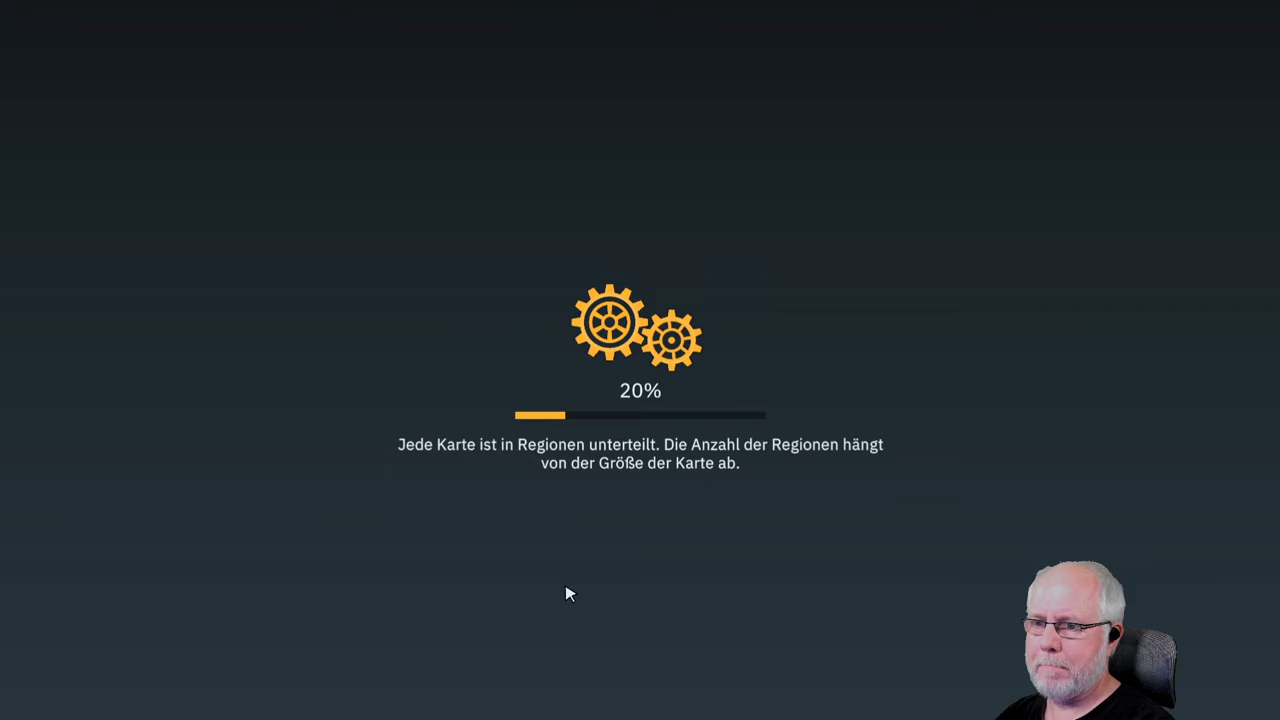 20%
Jede Karte ist in Regionen unterteilt. Die Anzahl der Regionen hängt
von der Größe der Karte ab.